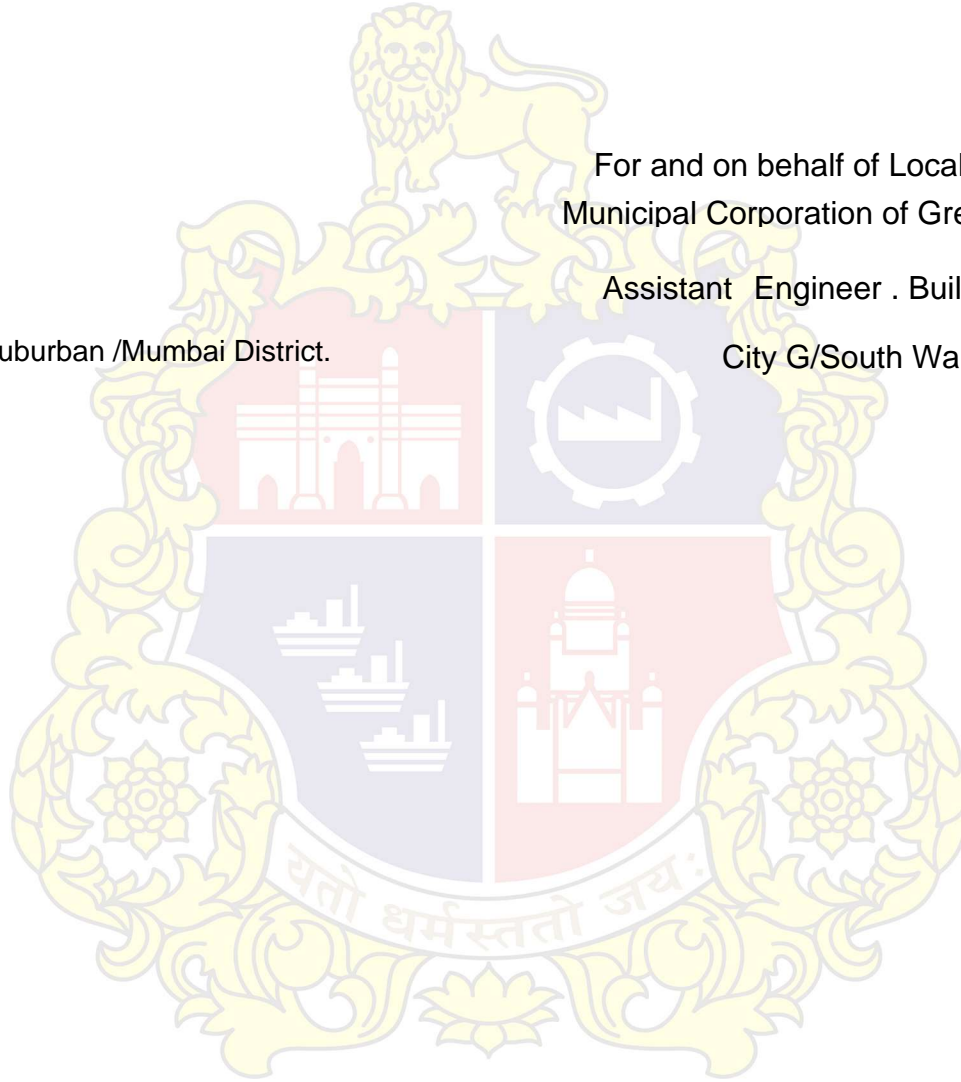 For and on behalf of Local
Municipal Corporation of Gre
Assistant Engineer . Buil
uburban /Mumbai District.
City G/South Wa
यतो धर्मस्ततो जय: